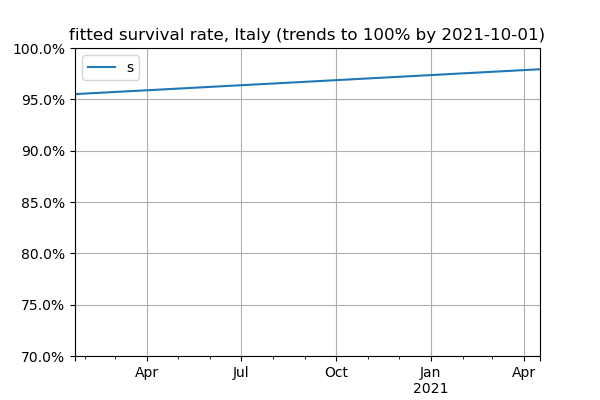 fitted survival rate, Italy (trends to 100% by 2021-10-01)
100.0%
s
95.0%
90.0%
85.0%
80.0%
75.0%
70.0%
Apr Jul Oct Jan Apr
2021